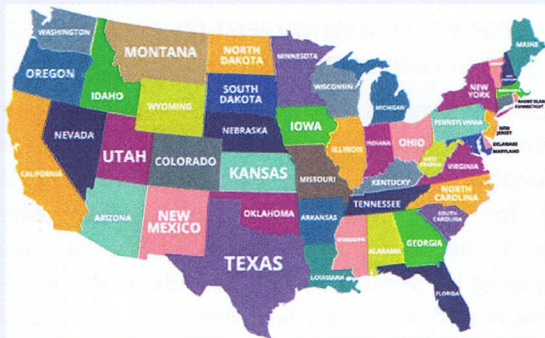 WASHINGTON
MONTANA
NORTH
DAKOTA
MINNESOTA
MAINE
OREGON
IDAHO
SOUTH
DAKOTA
WISCONSIN
MICHIGAN
NEW
YORK
WYOMING
IOWA
PENNSYLVANIA
NEBRASKA
NEVADA
UTAH
COLORADO
KANSAS
ILLINOIS
INDIANA
OHIO
NEW
JERSEY
DELAWARE
MARYLAND
CALIFORNIA
MISSOURI
KENTUCKY
VIRGINIA
ARIZONA
NEW
MEXICO
OKLAHOMA
ARKANSAS
TENNESSEE
NORTH
CAROLINA
SOUTH
CAROLINA
TEXAS
LOUISIANA
ALABAMA
GEORGIA
FLORIDA